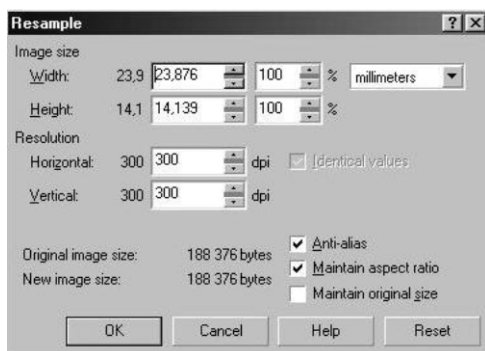 Resample
Image size
Width: 23,9 23,876 100 % millimeters
Height: 14,1 14,139 100 %
Resolution
Horizontal: 300 300 dpi Identical values
Vertical: 300 300 dpi
Original image size: 188 376 bytes
New image size: 188 376 bytes
Anti-alias
Maintain aspect ratio
Maintain original size
OK Cancel Help Reset